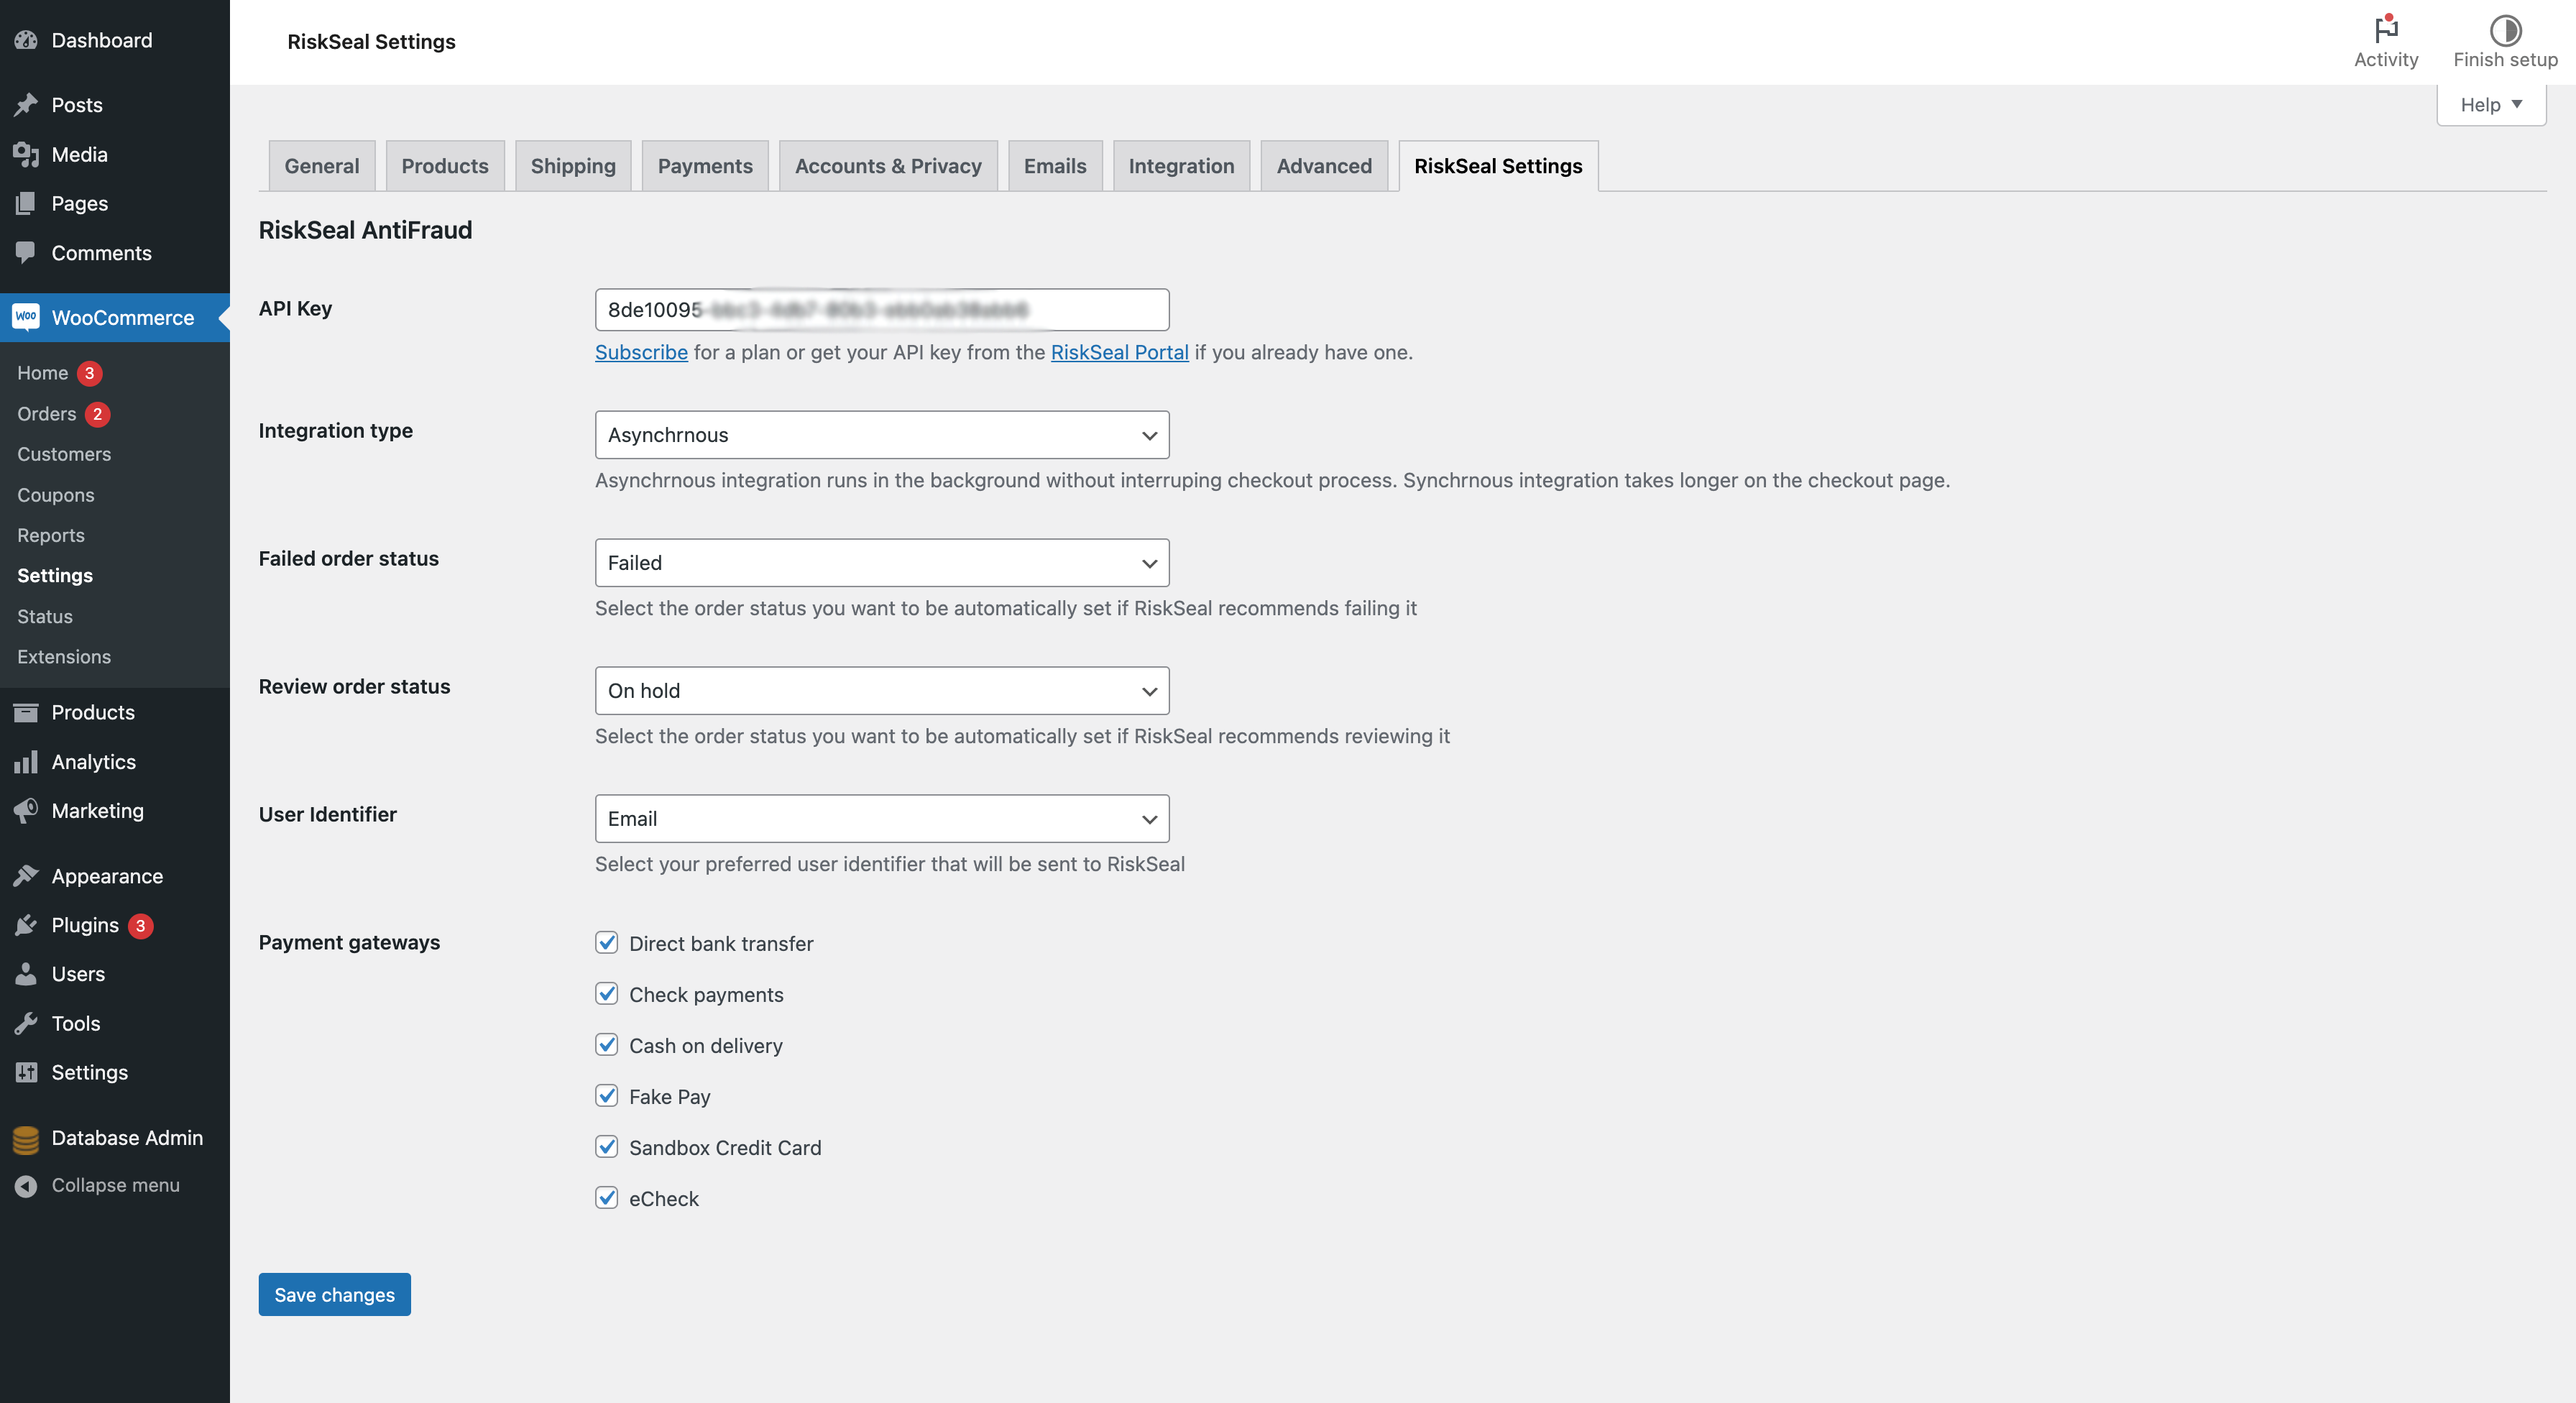 Dashboard
Posts
Media
Pages
Comments
Woo WooCommerce
Home 3
Orders 2
Customers
Coupons
Reports
Settings
Status
Extensions
Products
Analytics
Marketing
Appearance
Plugins 3
Users
Tools
Settings
Database Admin
Collapse menu
RiskSeal Settings
Activity
Finish setup
Help
General Products Shipping Payments Accounts & Privacy Emails Integration Advanced RiskSeal Settings
RiskSeal AntiFraud
API Key
8de10095
Subscribe for a plan or get your API key from the RiskSeal Portal if you already have one.
Integration type
Asynchrnous
Asynchrnous integration runs in the background without interruping checkout process. Synchrnous integration takes longer on the checkout page.
Failed order status
Failed
Select the order status you want to be automatically set if RiskSeal recommends failing it
Review order status
On hold
Select the order status you want to be automatically set if RiskSeal recommends reviewing it
User Identifier
Email
Select your preferred user identifier that will be sent to RiskSeal
Payment gateways
Direct bank transfer
Check payments
Cash on delivery
Fake Pay
Sandbox Credit Card
eCheck
Save changes